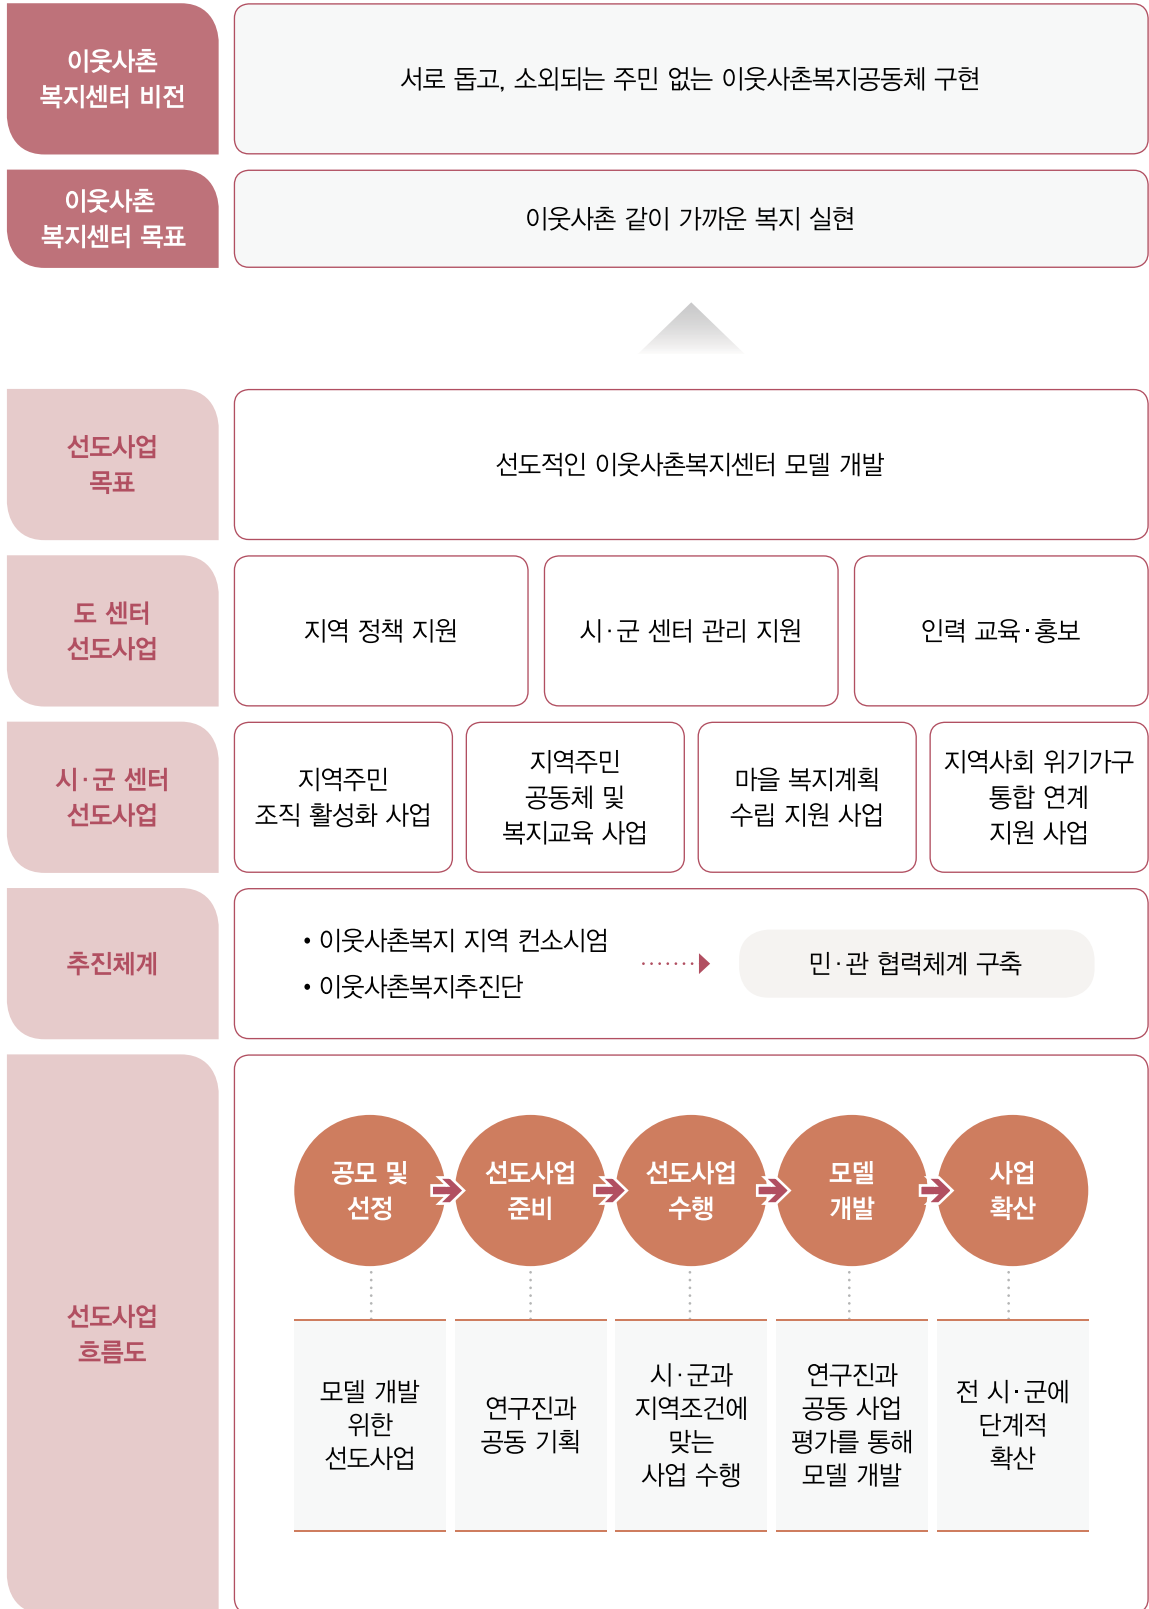 이웃사촌
복지센터 비전
서로 돕고, 소외되는 주민 없는 이웃사촌복지공동체 구현
이웃사촌
복지센터 목표
이웃사촌 같이 가까운 복지 실현
선도사업
목표
선도적인 이웃사촌복지센터 모델 개발
도 센터
선도사업
지역 정책 지원
시·군 센터 관리 지원
인력 교육·홍보
시·군 센터
선도사업
지역주민
조직 활성화 사업
지역주민
공동체 및
복지교육 사업
마을 복지계획
수립 지원 사업
지역사회 위기가구
통합 연계
지원 사업
추진체계
• 이웃사촌복지 지역 컨소시엄
• 이웃사촌복지추진단
민·관 협력체계 구축
선도사업
흐름도
공모 및
선정
선도사업
준비
선도사업
수행
모델
개발
사업
확산
모델 개발
위한
선도사업
연구진과
공동 기획
시·군과
지역조건에
맞는
사업 수행
연구진과
공동 사업
평가를 통해
모델 개발
전 시·군에
단계적
확산